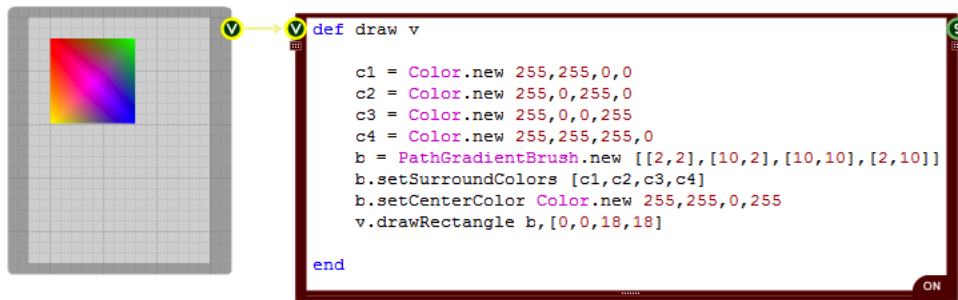 V
V
def draw v
c1 = Color.new 255,255,0,0
c2 = Color.new 255,0,255,0
c3 = Color.new 255,0,0,255
c4 = Color.new 255,255,255,0
b = PathGradientBrush.new [[2,2],[10,2],[10,10],[2,10]]
b.setSurroundColors [c1,c2,c3,c4]
b.setCenterColor Color.new 255,255,0,255
v.drawRectangle b,[0,0,18,18]
end
ON